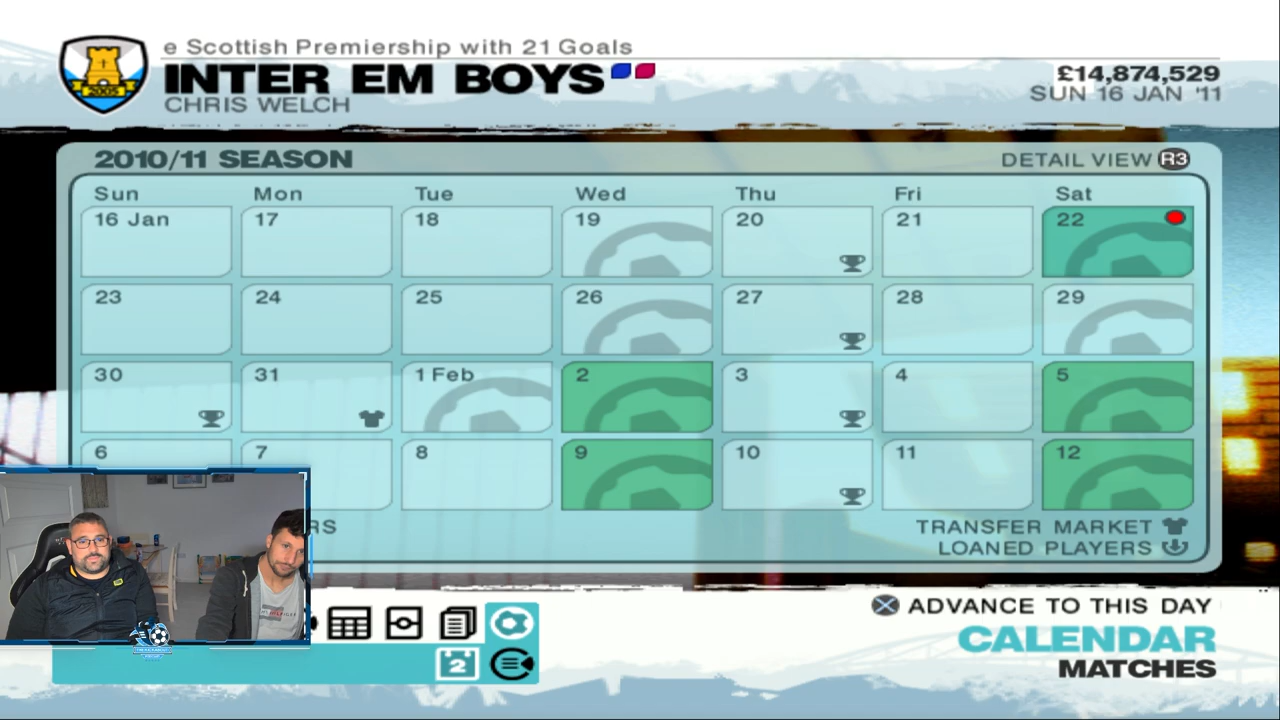 e Scottish Premiership with 21 Goals
INTER EM BOYS
CHRIS WELCH
£14,874,529
SUN 16 JAN '11
2005
2010/11 SEASON
DETAIL VIEW R3
Sun Mon Tue Wed Thu Fri Sat
16 Jan 17 18 19 20 21 22
23 24 25 26 27 28 29
30 31 1 Feb 2 3 4 5
6 7 8 9 10 11 12
RS
TRANSFER MARKET
LOANED PLAYERS
ADVANCE TO THIS DAY
CALENDAR
MATCHES
2